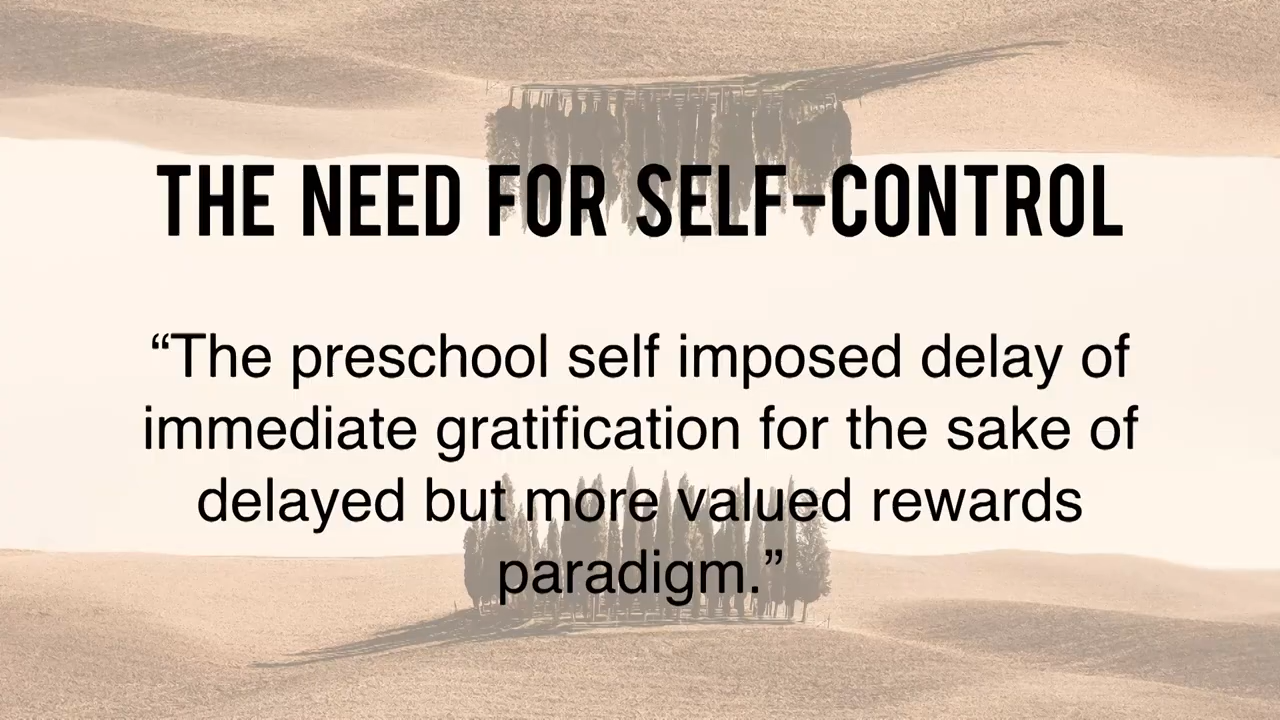 THE NEED FOR SELF-CONTROL
“The preschool self imposed delay of
immediate gratification for the sake of
delayed but more valued rewards
paradigm.”